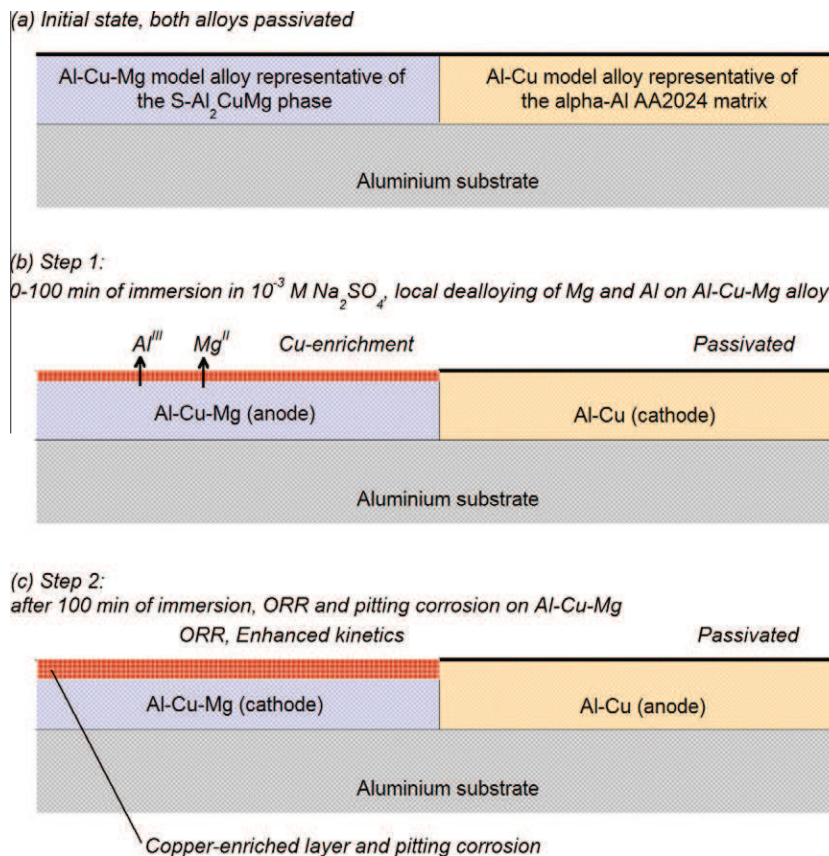 (a) Initial state, both alloys passivated
Al-Cu-Mg model alloy representative of
the S-Al₂CuMg phase
Al-Cu model alloy representative of
the alpha-Al AA2024 matrix
Aluminium substrate
(b) Step 1:
0-100 min of immersion in 10⁻³ M Na₂SO₄, local dealloying of Mg and Al on Al-Cu-Mg alloy
Alᴵᴵᴵ Mgᴵᴵ Cu-enrichment Passivated
Al-Cu-Mg (anode) Al-Cu (cathode)
Aluminium substrate
(c) Step 2:
after 100 min of immersion, ORR and pitting corrosion on Al-Cu-Mg
ORR, Enhanced kinetics Passivated
Al-Cu-Mg (cathode) Al-Cu (anode)
Aluminium substrate
Copper-enriched layer and pitting corrosion